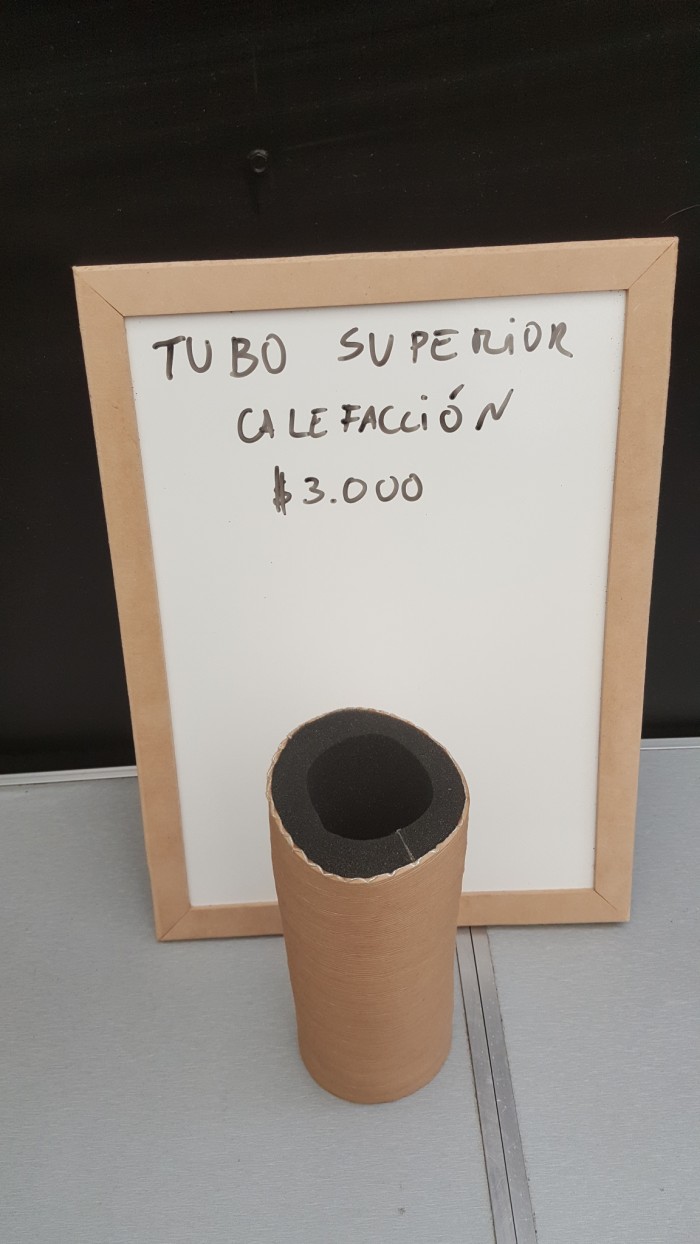 TUBO SUPERIOR
CALEFACCIÓN
$3.000